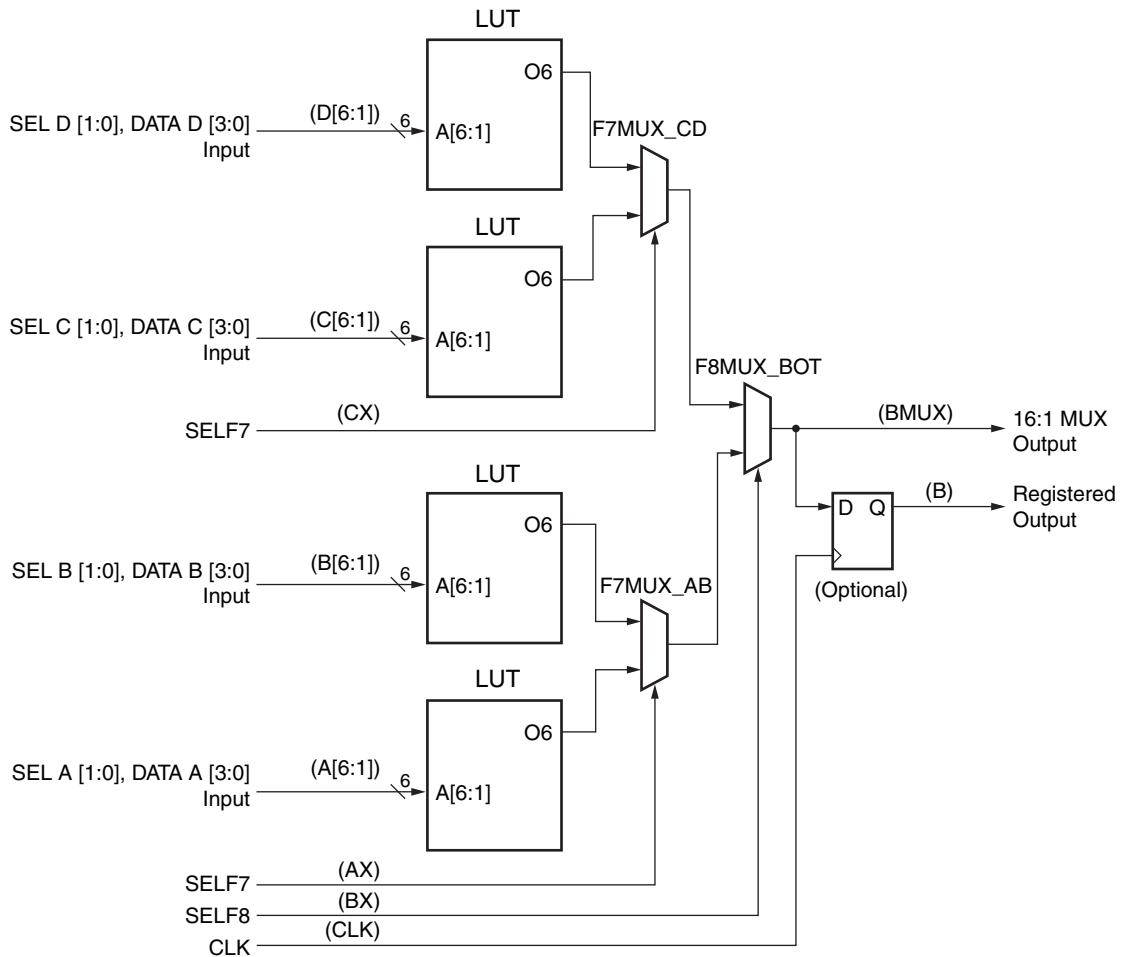 LUT
O6
SEL D [1:0], DATA D [3:0]
Input
(D[6:1])
6
A[6:1]
F7MUX_CD
LUT
O6
SEL C [1:0], DATA C [3:0]
Input
(C[6:1])
6
A[6:1]
F8MUX_BOT
SELF7
(CX)
(BMUX)
16:1 MUX
Output
LUT
O6
D Q
(B)
Registered
Output
SEL B [1:0], DATA B [3:0]
Input
(B[6:1])
6
A[6:1]
F7MUX_AB
(Optional)
LUT
O6
SEL A [1:0], DATA A [3:0]
Input
(A[6:1])
6
A[6:1]
SELF7
(AX)
SELF8
(BX)
CLK
(CLK)